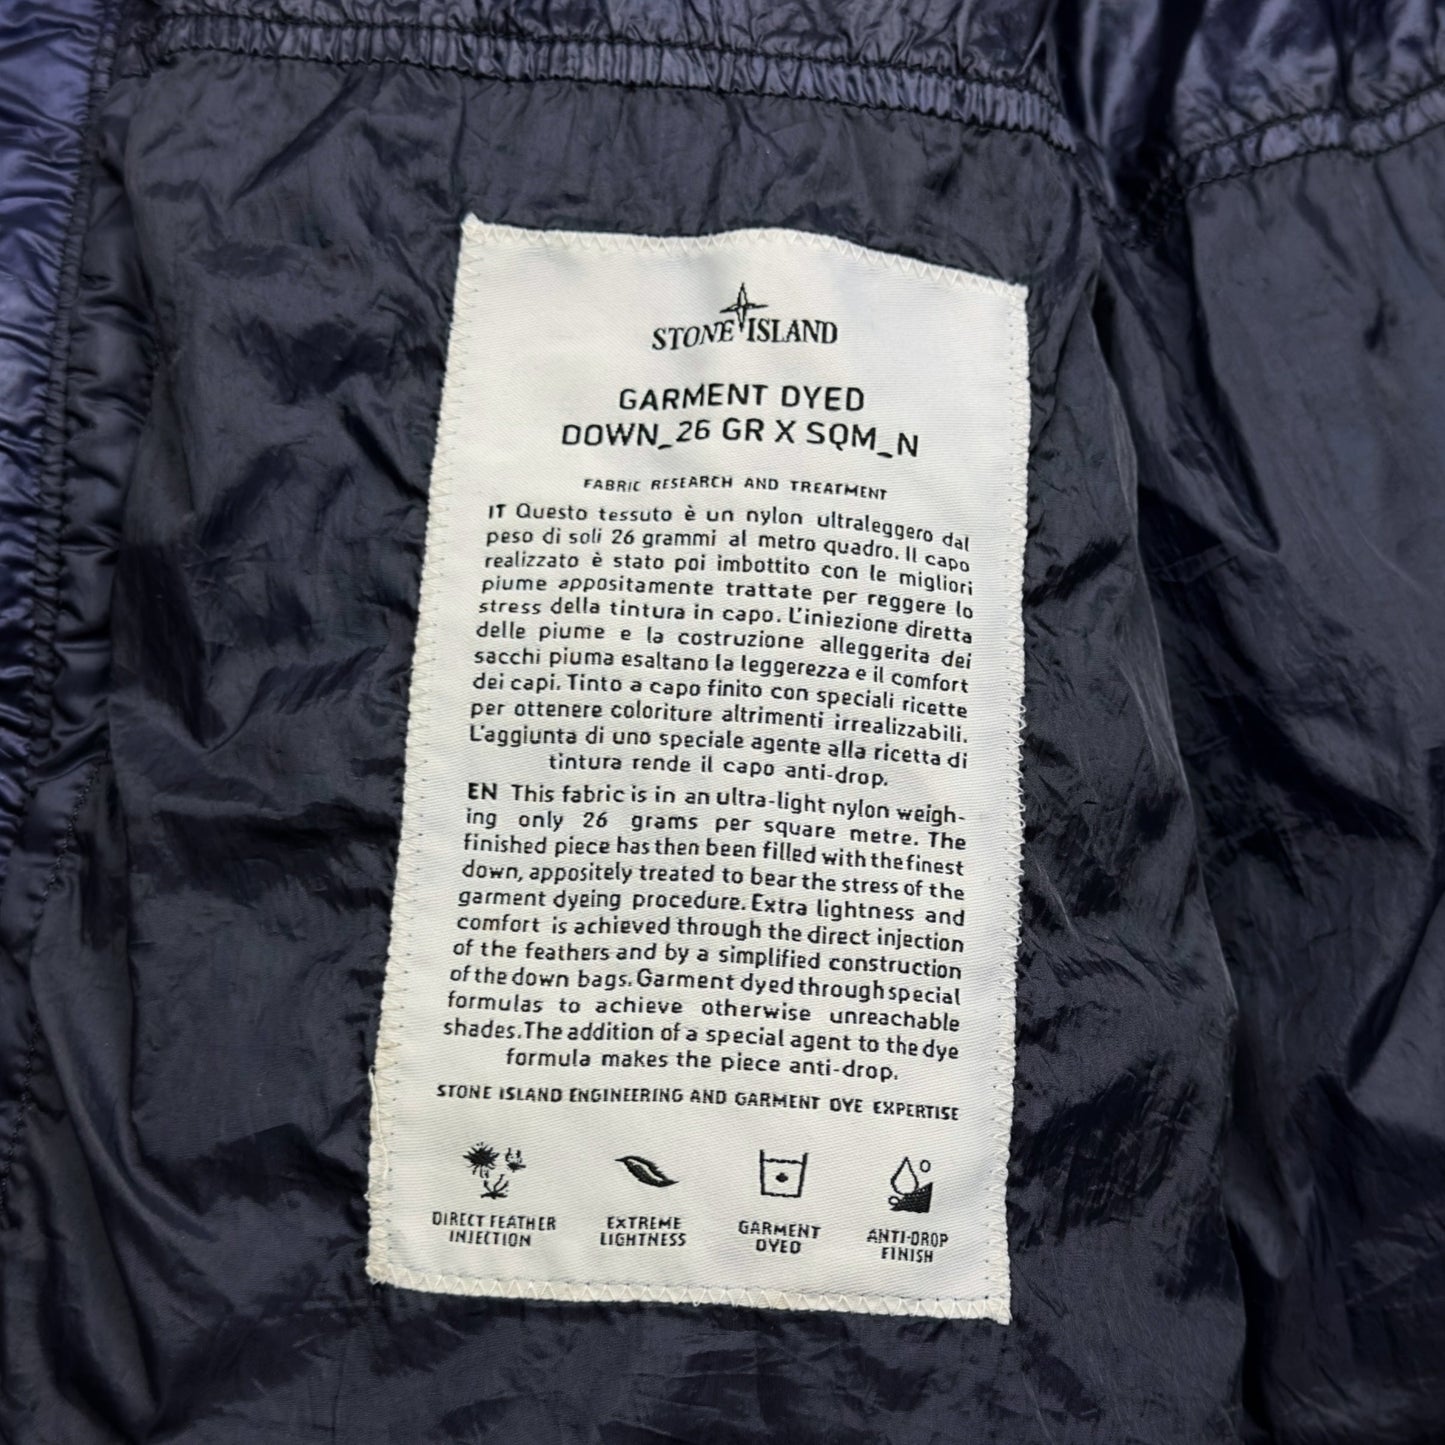 STONE ISLAND
GARMENT DYED
DOWN_26 GR X SQM_N
FABRIC RESEARCH AND TREATMENT
IT Questo tessuto è un nylon ultraleggero dal
peso di soli 26 grammi al metro quadro. Il capo
realizzato è stato poi imbottito con le migliori
piume appositamente trattate per reggere lo
stress della tintura in capo. L'iniezione diretta
delle piume e la costruzione alleggerita dei
sacchi piuma esaltano la leggerezza e il comfort
dei capi. Tinto a capo finito con speciali ricette
per ottenere coloriture altrimenti irrealizzabili.
L'aggiunta di uno speciale agente alla ricetta di
tintura rende il capo anti-drop.
EN This fabric is in an ultra-light nylon weigh-
ing only 26 grams per square metre. The
finished piece has then been filled with the finest
down, appositely treated to bear the stress of the
garment dyeing procedure. Extra lightness and
comfort is achieved through the direct injection
of the feathers and by a simplified construction
of the down bags. Garment dyed through special
formulas to achieve otherwise unreachable
shades. The addition of a special agent to the dye
formula makes the piece anti-drop.
STONE ISLAND ENGINEERING AND GARMENT DYE EXPERTISE
DIRECT FEATHER
INJECTION
EXTREME
LIGHTNESS
GARMENT
DYED
ANTI-DROP
FINISH